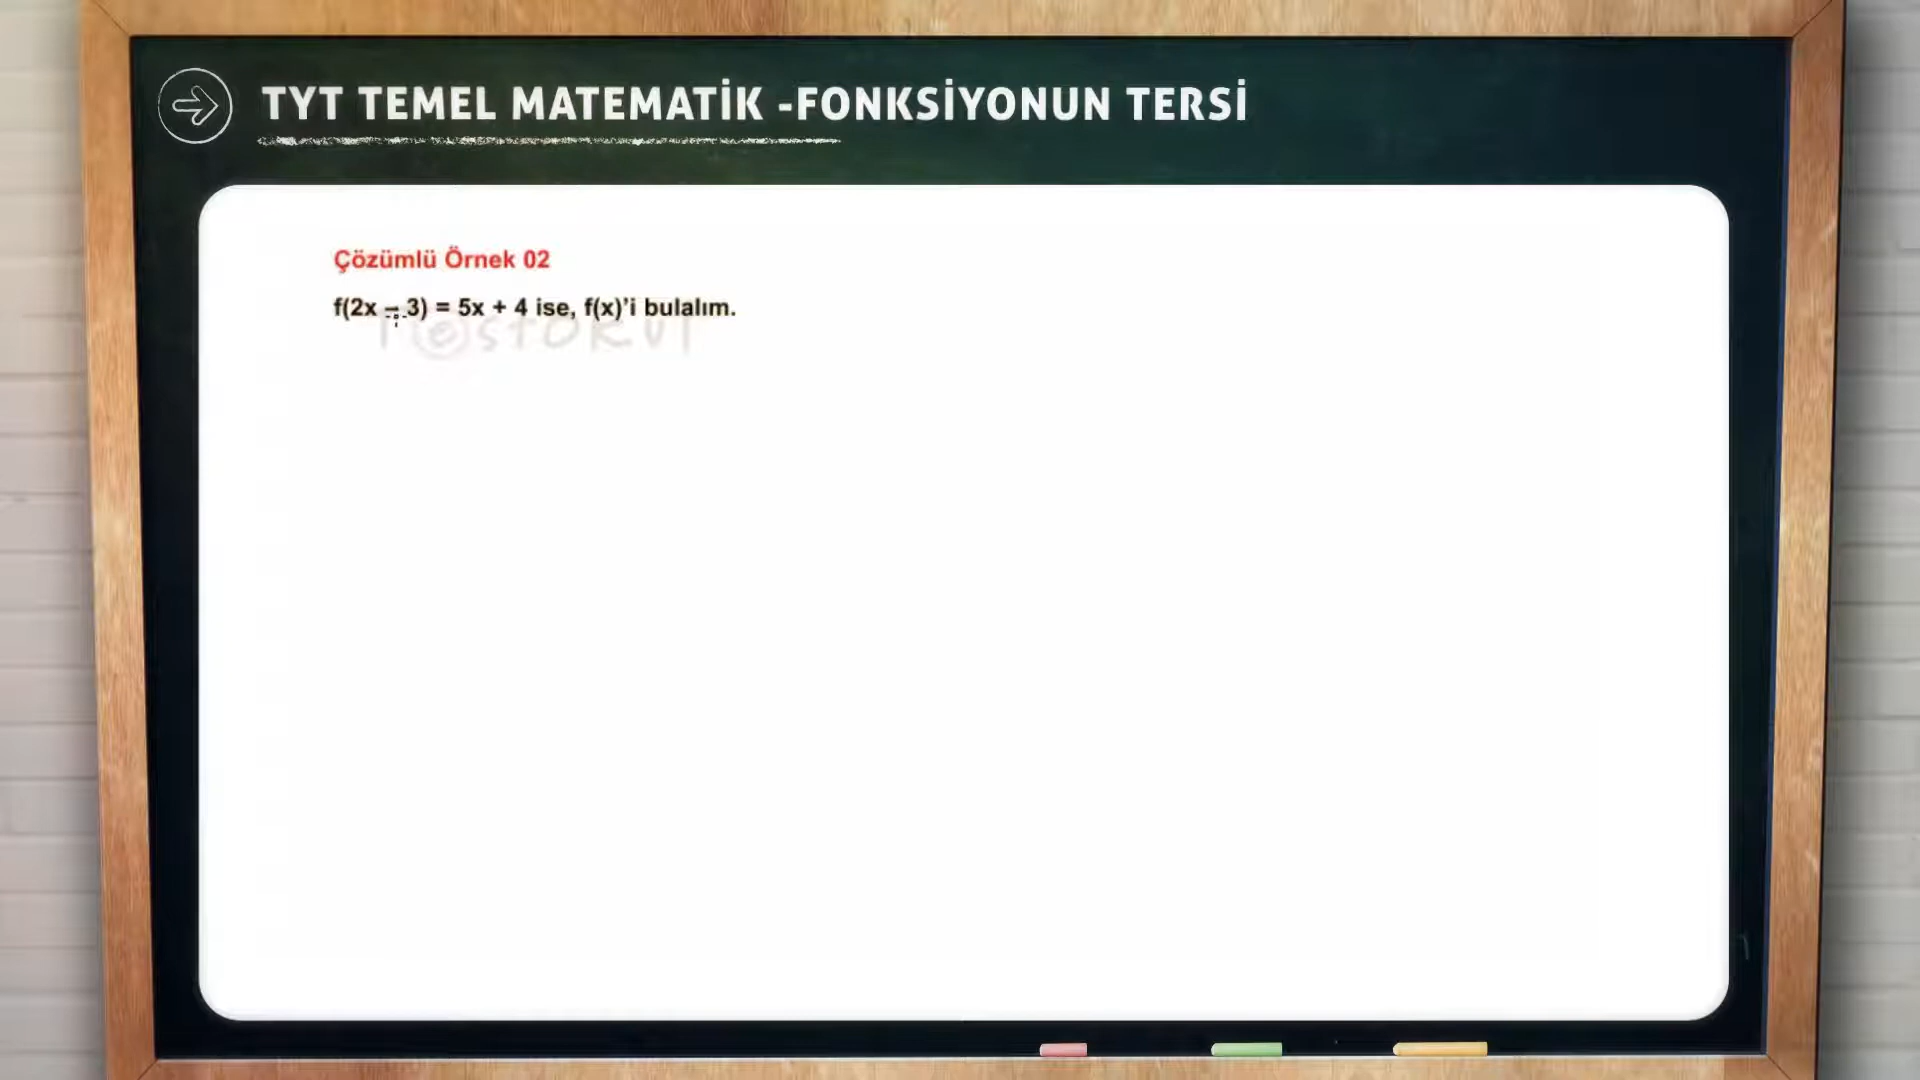 TYT TEMEL MATEMATİK -FONKSİYONUN TERSİ
Çözümlü Örnek 02
f(2x - 3) = 5x + 4 ise, f(x)'i bulalım.